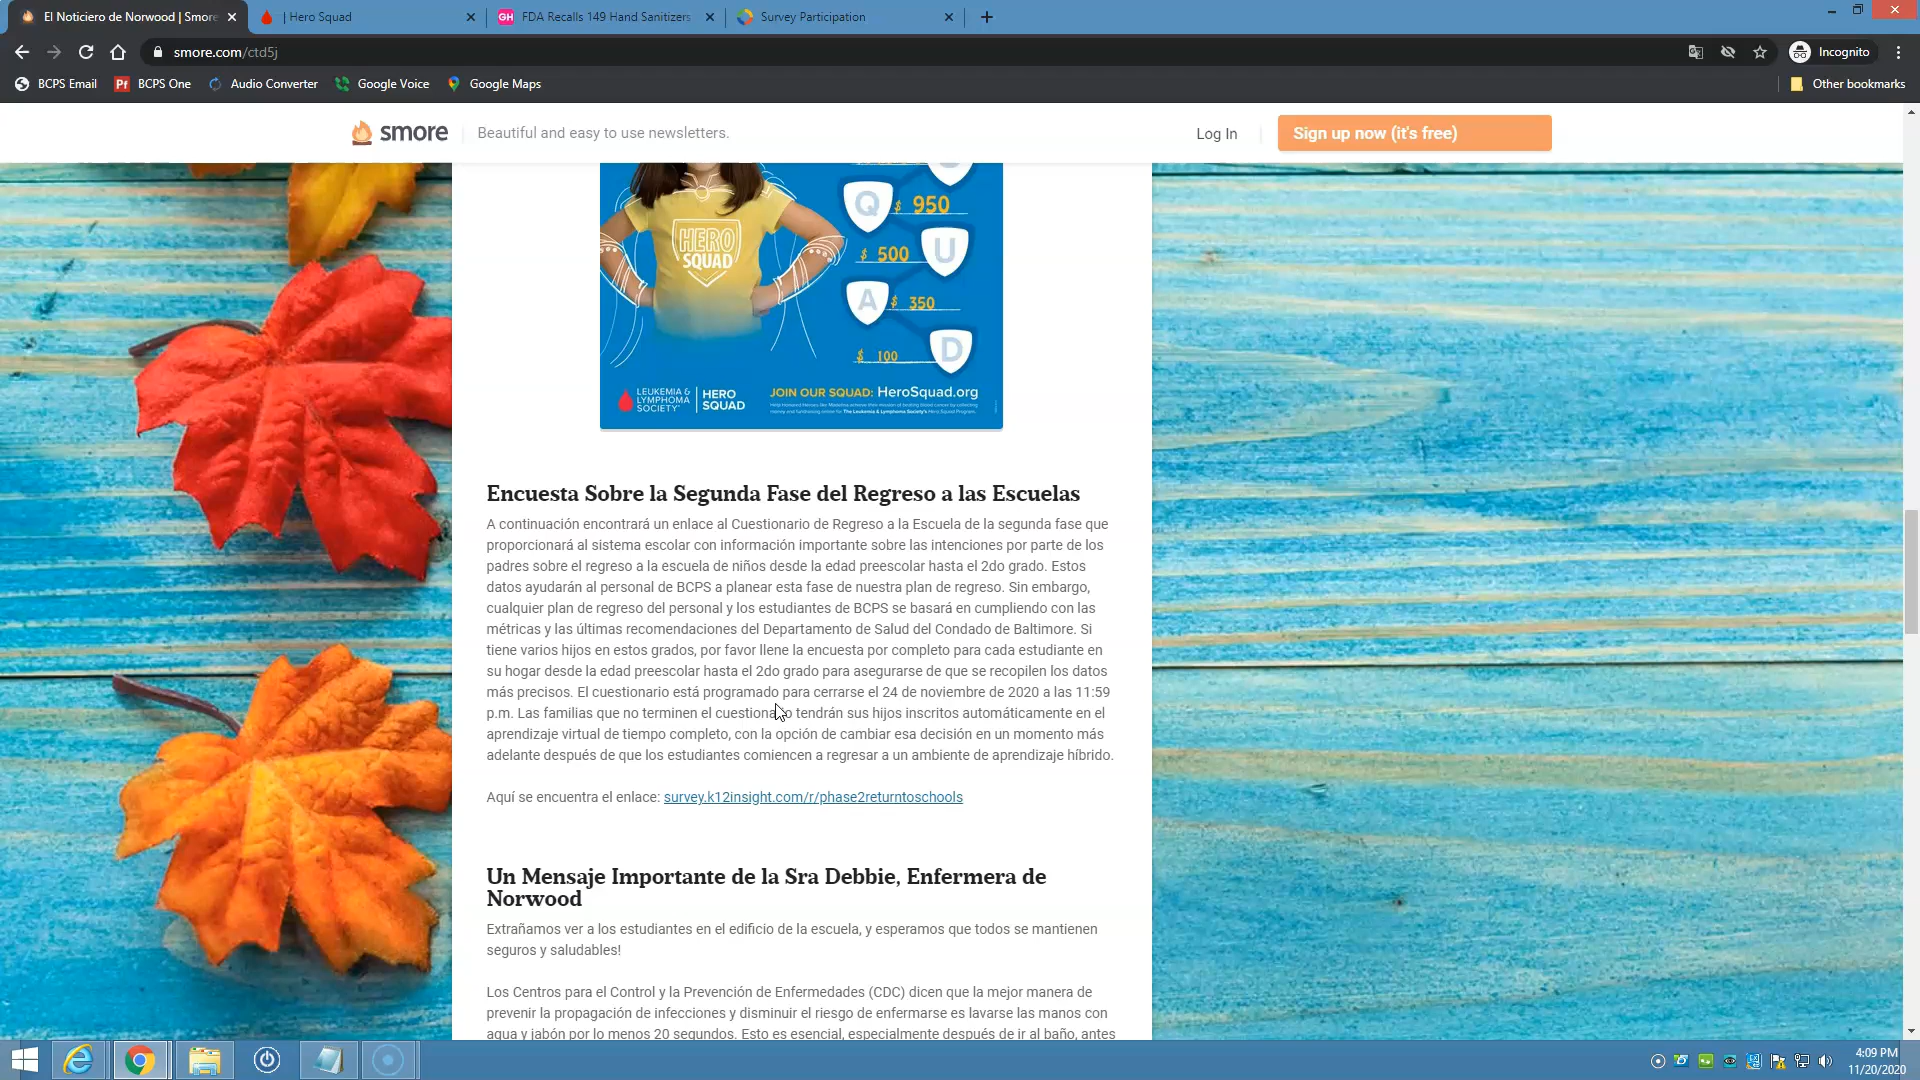 El Noticiero de Norwood | Smore
| Hero Squad
FDA Recalls 149 Hand Sanitizers
Survey Participation
smore.com/ctd5j
Incognito
BCPS Email
BCPS One
Audio Converter
Google Voice
Google Maps
Other bookmarks
smore
Beautiful and easy to use newsletters.
Log In
Sign up now (it's free)
Q $ 950
$ 500 U
A $ 350
$ 100 D
HERO
SQUAD
LEUKEMIA &
LYMPHOMA
SOCIETY
HERO
SQUAD
JOIN OUR SQUAD: HeroSquad.org
Encuesta Sobre la Segunda Fase del Regreso a las Escuelas
A continuación encontrará un enlace al Cuestionario de Regreso a la Escuela de la segunda fase que
proporcionará al sistema escolar con información importante sobre las intenciones por parte de los
padres sobre el regreso a la escuela de niños desde la edad preescolar hasta el 2do grado. Estos
datos ayudarán al personal de BCPS a planear esta fase de nuestra plan de regreso. Sin embargo,
cualquier plan de regreso del personal y los estudiantes de BCPS se basará en cumpliendo con las
métricas y las últimas recomendaciones del Departamento de Salud del Condado de Baltimore. Si
tiene varios hijos en estos grados, por favor llene la encuesta por completo para cada estudiante en
su hogar desde la edad preescolar hasta el 2do grado para asegurarse de que se recopilen los datos
más precisos. El cuestionario está programado para cerrarse el 24 de noviembre de 2020 a las 11:59
p.m. Las familias que no terminen el cuestionario tendrán sus hijos inscritos automáticamente en el
aprendizaje virtual de tiempo completo, con la opción de cambiar esa decisión en un momento más
adelante después de que los estudiantes comiencen a regresar a un ambiente de aprendizaje híbrido.
Aquí se encuentra el enlace: survey.k12insight.com/r/phase2returntoschools
Un Mensaje Importante de la Sra Debbie, Enfermera de
Norwood
Extrañamos ver a los estudiantes en el edificio de la escuela, y esperamos que todos se mantienen
seguros y saludables!
Los Centros para el Control y la Prevención de Enfermedades (CDC) dicen que la mejor manera de
prevenir la propagación de infecciones y disminuir el riesgo de enfermarse es lavarse las manos con
agua y jabón por lo menos 20 segundos. Esto es esencial, especialmente después de ir al baño, antes
4:09 PM
11/20/2020